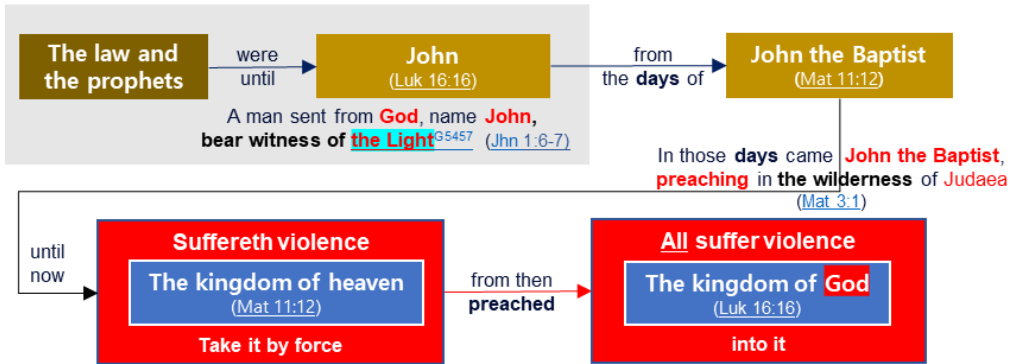 The law and
the prophets
were
until
John
(Luk 16:16)
from
the days of
John the Baptist
(Mat 11:12)
A man sent from God, name John,
bear witness of the Light G5457 (Jhn 1:6-7)
In those days came John the Baptist,
preaching in the wilderness of Judaea
(Mat 3:1)
until
now
Suffereth violence
The kingdom of heaven
(Mat 11:12)
Take it by force
from then
preached
All suffer violence
The kingdom of God
(Luk 16:16)
into it